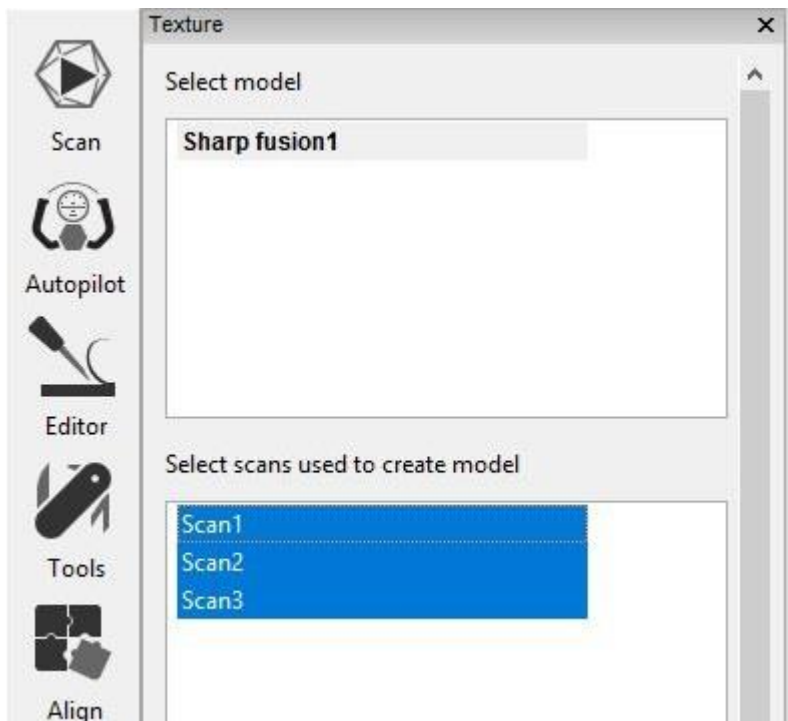 Texture
Select model
Scan
Sharp fusion1
Autopilot
Editor
Select scans used to create model
Scan1
Scan2
Tools
Scan3
Align